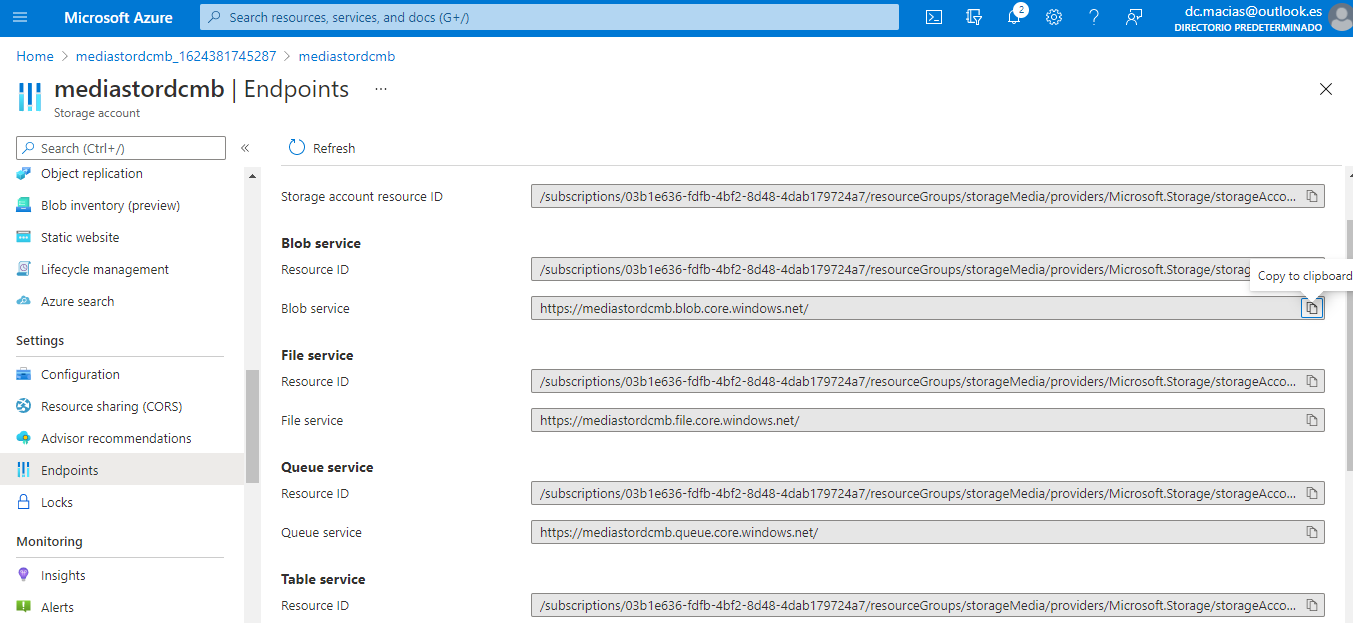 Microsoft Azure
Search resources, services, and docs (G+/)
2
dc.macias@outlook.es
DIRECTORIO PREDETERMINADO
Home > mediastordcmb_1624381745287 > mediastordcmb
mediastordcmb | Endpoints ...
Storage account
Search (Ctrl+/)
«
Object replication
Blob inventory (preview)
Static website
Lifecycle management
Azure search
Settings
Configuration
Resource sharing (CORS)
Advisor recommendations
Endpoints
Locks
Monitoring
Insights
Alerts
Refresh
Storage account resource ID
/subscriptions/03b1e636-fdfb-4bf2-8d48-4dab179724a7/resourceGroups/storageMedia/providers/Microsoft.Storage/storageAcco...
Blob service
Resource ID
/subscriptions/03b1e636-fdfb-4bf2-8d48-4dab179724a7/resourceGroups/storageMedia/providers/Microsoft.Storage/storag
Copy to clipboard
Blob service
https://mediastordcmb.blob.core.windows.net/
File service
Resource ID
/subscriptions/03b1e636-fdfb-4bf2-8d48-4dab179724a7/resourceGroups/storageMedia/providers/Microsoft.Storage/storageAcco...
File service
https://mediastordcmb.file.core.windows.net/
Queue service
Resource ID
/subscriptions/03b1e636-fdfb-4bf2-8d48-4dab179724a7/resourceGroups/storageMedia/providers/Microsoft.Storage/storageAcco...
Queue service
https://mediastordcmb.queue.core.windows.net/
Table service
Resource ID
/subscriptions/03b1e636-fdfb-4bf2-8d48-4dab179724a7/resourceGroups/storageMedia/providers/Microsoft.Storage/storageAcco...